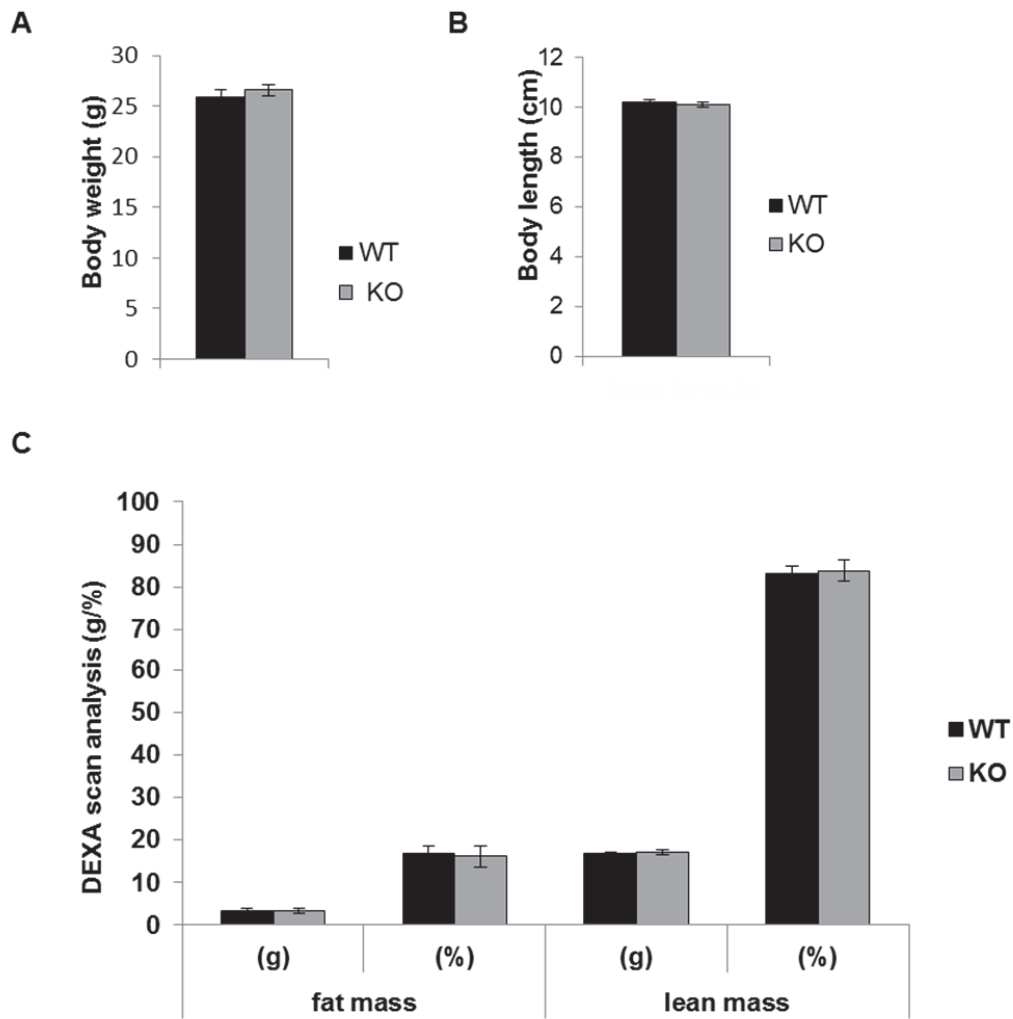 A
Body weight (g)
30
25
20
15
10
5
0
WT
KO
B
Body length (cm)
12
10
8
6
4
2
0
WT
KO
C
DEXA scan analysis (g/%)
100
90
80
70
60
50
40
30
20
10
0
(g) (%) (g) (%)
fat mass lean mass
WT
KO